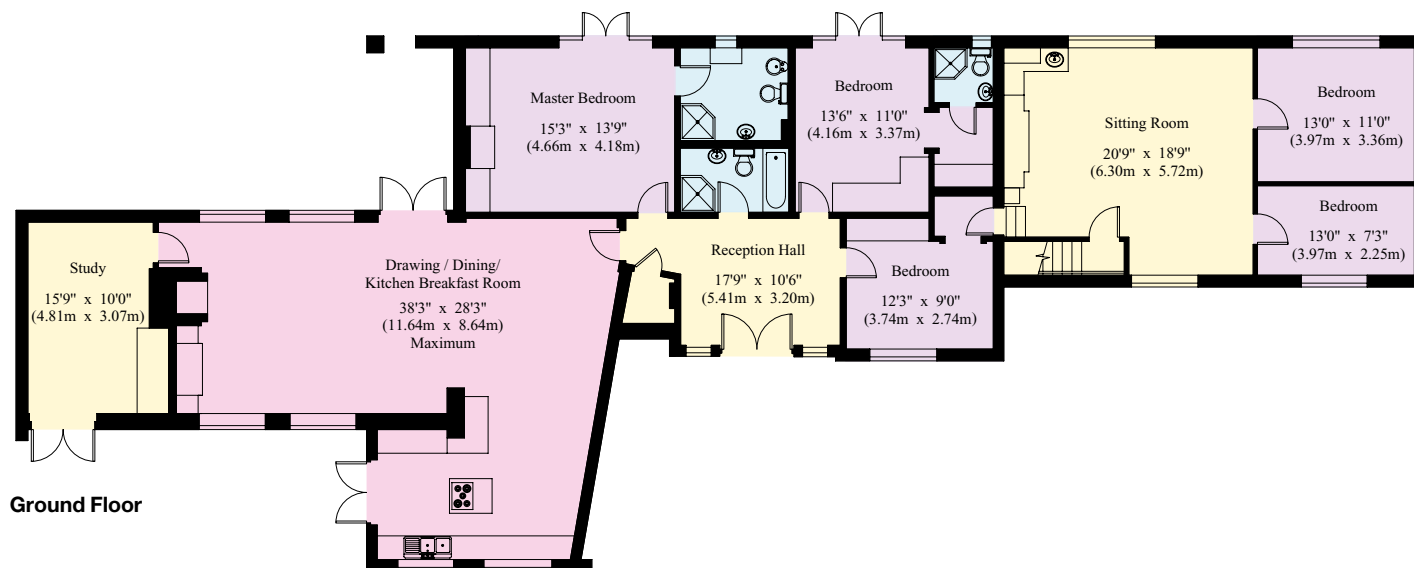 Master Bedroom
15'3" x 13'9"
(4.66m x 4.18m)
Bedroom
13'6" x 11'0"
(4.16m x 3.37m)
Sitting Room
20'9" x 18'9"
(6.30m x 5.72m)
Bedroom
13'0" x 11'0"
(3.97m x 3.36m)
Bedroom
13'0" x 7'3"
(3.97m x 2.25m)
Study
15'9" x 10'0"
(4.81m x 3.07m)
Drawing / Dining/
Kitchen Breakfast Room
38'3" x 28'3"
(11.64m x 8.64m)
Maximum
Reception Hall
17'9" x 10'6"
(5.41m x 3.20m)
Bedroom
12'3" x 9'0"
(3.74m x 2.74m)
Ground Floor